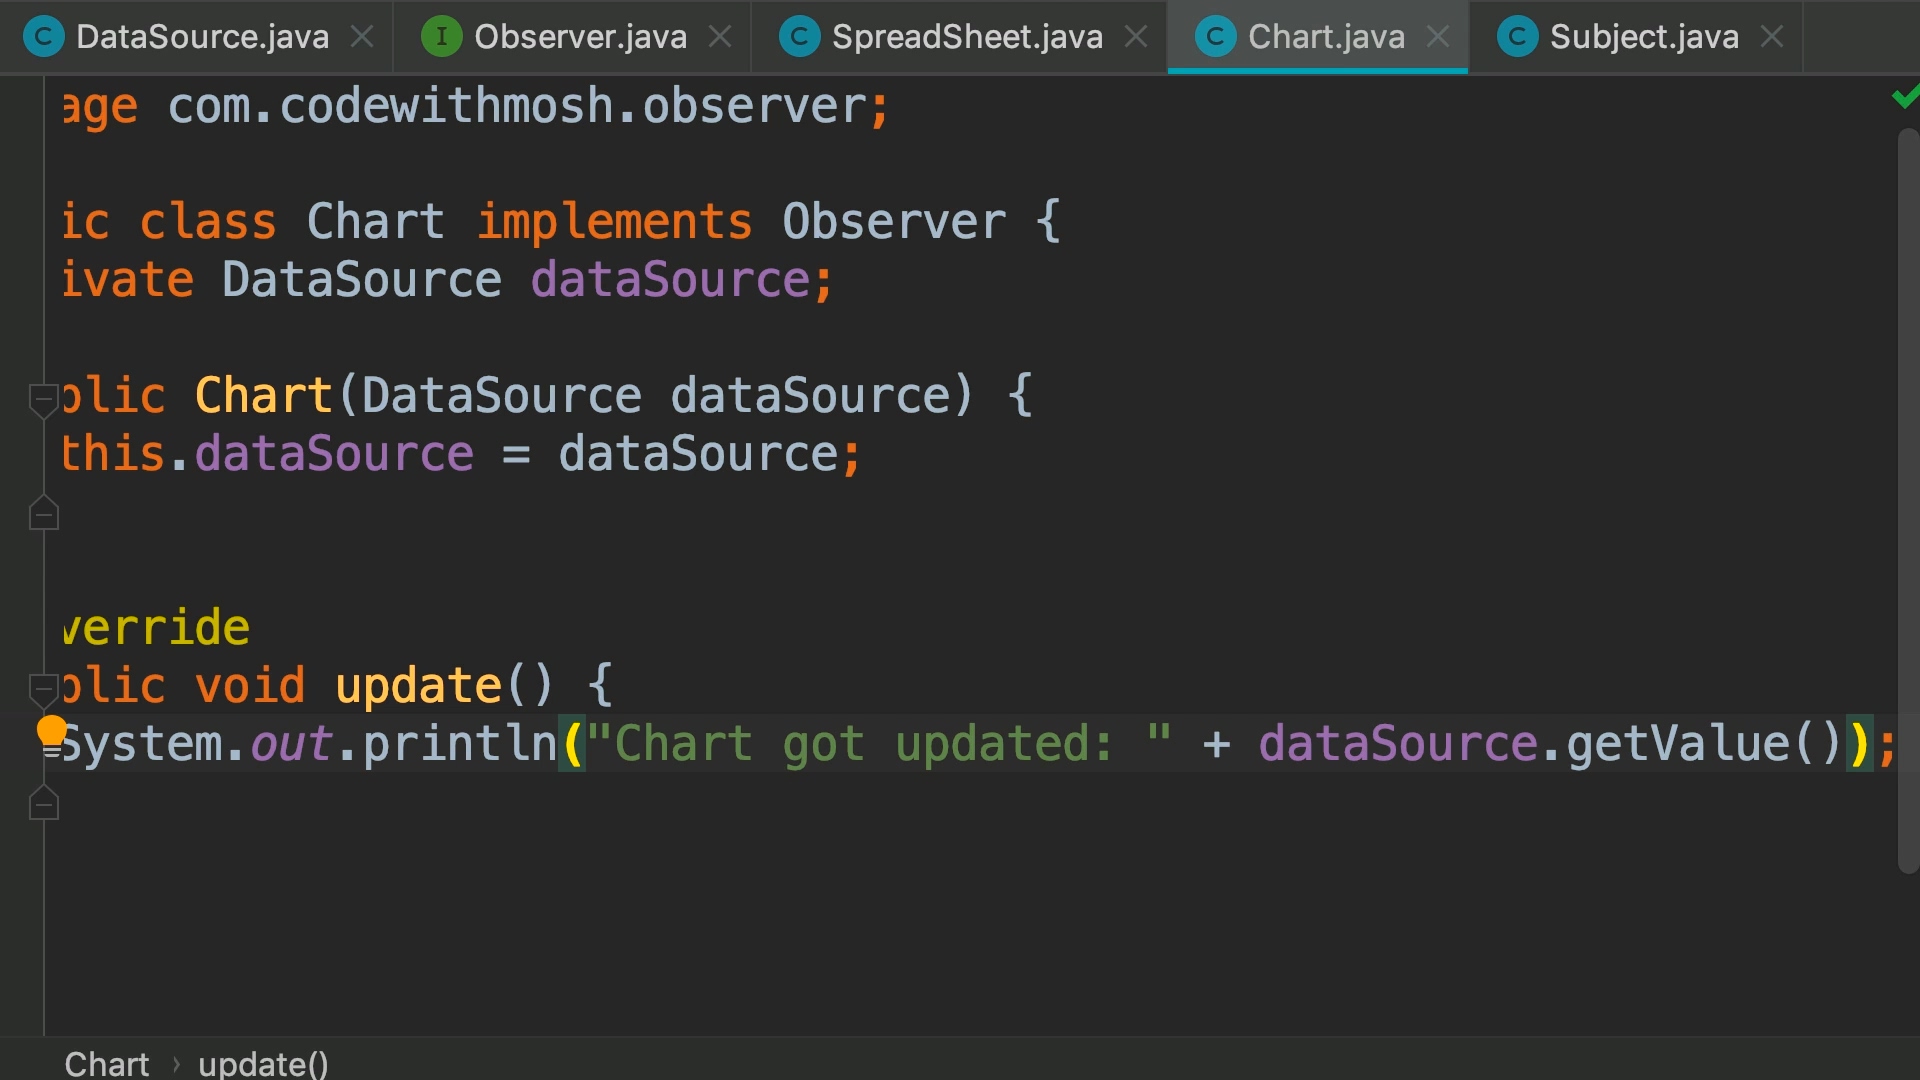 DataSource.java Observer.java SpreadSheet.java Chart.java Subject.java
age com.codewithmosh.observer;
ic class Chart implements Observer {
ivate DataSource dataSource;
blic Chart(DataSource dataSource) {
this.dataSource = dataSource;
verride
blic void update() {
System.out.println("Chart got updated: " + dataSource.getValue());
Chart › update()